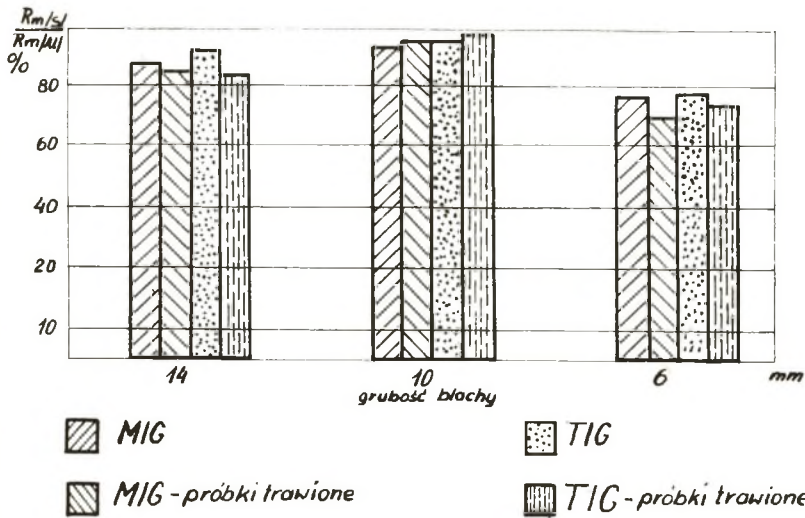 Rm/s/
Rm/M/
%
80
60
40
20
10
14 10 6 mm
grubość blachy
MIG TIG
MIG - próbki trawione TIG - próbki trawione